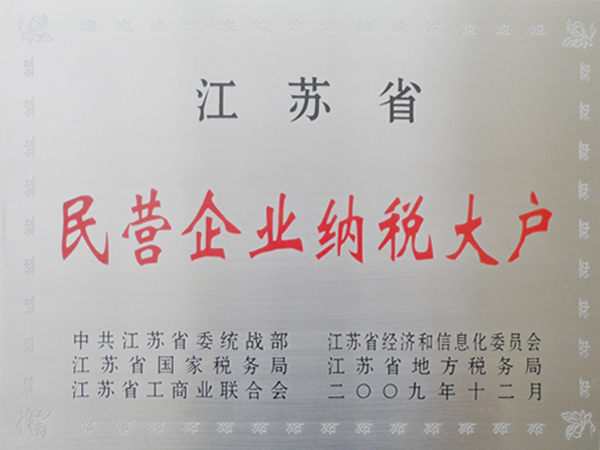 江苏省
民营企业纳税大户
中共江苏省委统战部 江苏省经济和信息化委员会
江苏省国家税务局 江苏省地方税务局
江苏省工商业联合会 二〇〇九年十二月